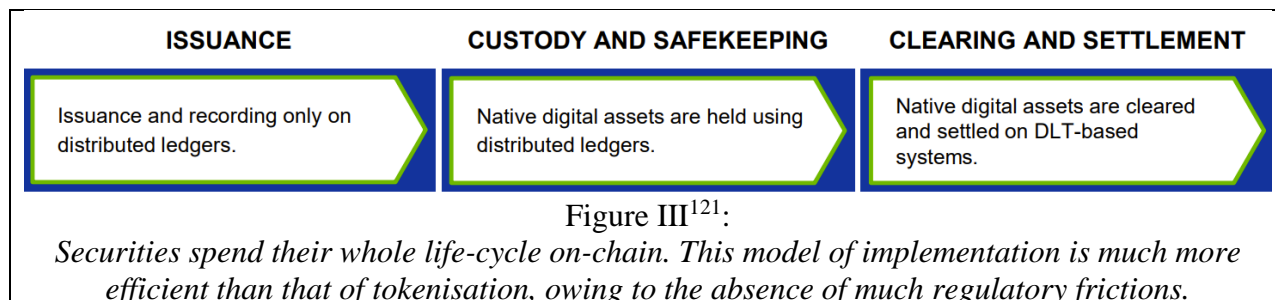 ISSUANCE
CUSTODY AND SAFEKEEPING
CLEARING AND SETTLEMENT
Issuance and recording only on
distributed ledgers.
Native digital assets are held using
distributed ledgers.
Native digital assets are cleared
and settled on DLT-based
systems.
Figure III121:
Securities spend their whole life-cycle on-chain. This model of implementation is much more
efficient than that of tokenisation, owing to the absence of much regulatory frictions.